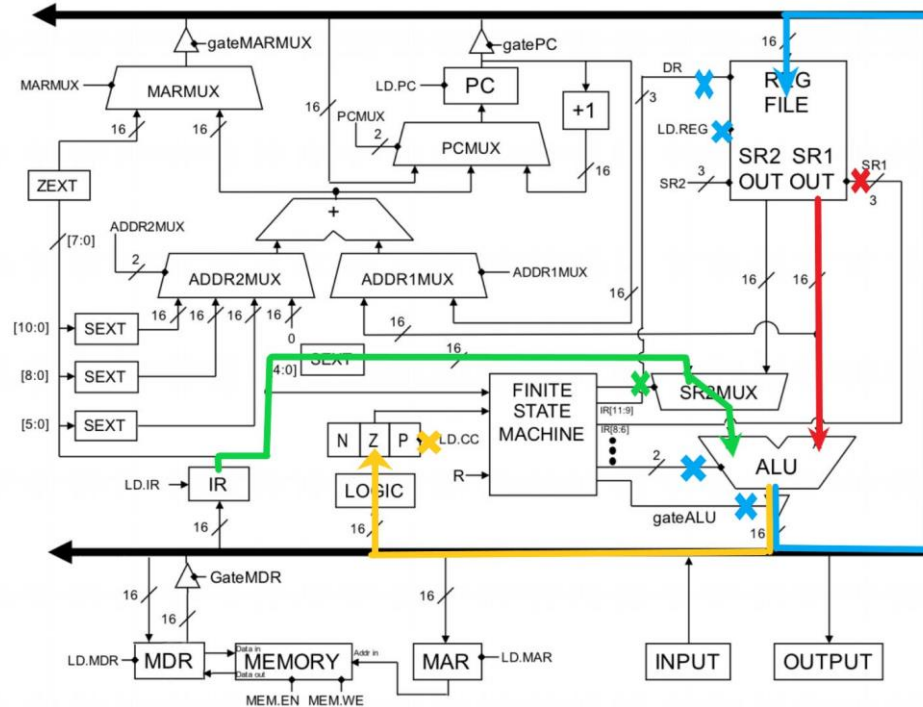 gateMARMUX
gatePC
16
MARMUX
MARMUX
LD.PC
PC
+1
DR
3
REG
FILE
LD.REG
PCMUX
2
PCMUX
16
16
16
16
SR2 SR1
OUT OUT
SR2
3
SR1
3
ZEXT
[7:0]
+
ADDR2MUX
2
ADDR2MUX
ADDR1MUX
ADDR1MUX
16
16
16
[10:0]
SEXT
16
16
16
16
0
16
[8:0]
SEXT
SEXT
4:0]
16
[5:0]
SEXT
FINITE
STATE
MACHINE
SR2MUX
IR[11:9]
IR[8:6]
N Z P
LD.CC
LOGIC
R
2
ALU
LD.IR
IR
gateALU
16
16
16
GateMDR
16
16
16
LD.MDR
MDR
Data in
Data out
MEMORY
Addr in
MAR
LD.MAR
INPUT
OUTPUT
MEM.EN
MEM.WE